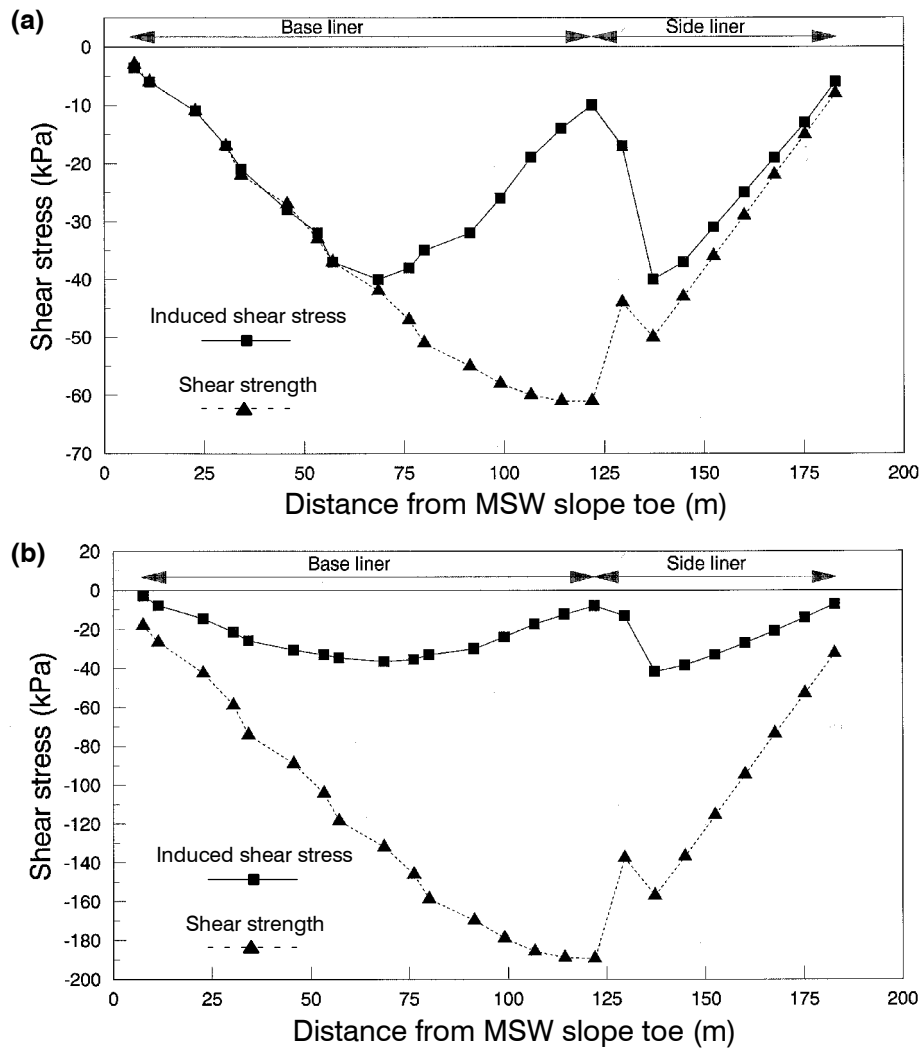 (a)
Base liner
Side liner
0
-10
-20
-30
-40
-50
-60
-70
Shear stress (kPa)
Induced shear stress
Shear strength
0 25 50 75 100 125 150 175 200
Distance from MSW slope toe (m)
(b)
Base liner
Side liner
20
0
-20
-40
-60
-80
-100
-120
-140
-160
-180
-200
Shear stress (kPa)
Induced shear stress
Shear strength
0 25 50 75 100 125 150 175 200
Distance from MSW slope toe (m)